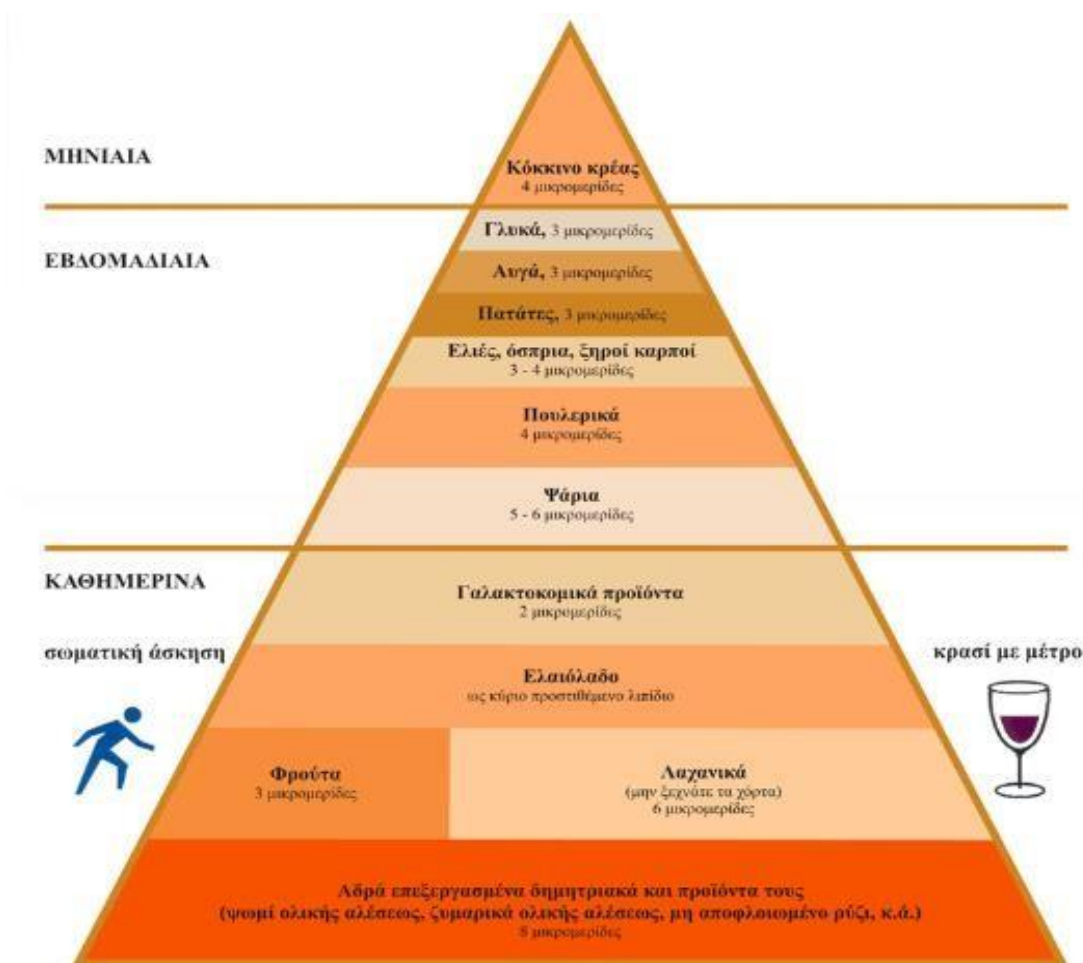 ΜΗΝΙΑΙΑ
Κόκκινο κρέας
4 μικρομερίδες
ΕΒΔΟΜΑΔΙΑΙΑ
Γλυκά, 3 μικρομερίδες
Αυγά, 3 μικρομερίδες
Πατάτες, 3 μικρομερίδες
Ελιές, όσπρια, ξηροί καρποί
3 - 4 μικρομερίδες
Πουλερικά
4 μικρομερίδες
Ψάρια
5 - 6 μικρομερίδες
ΚΑΘΗΜΕΡΙΝΑ
Γαλακτοκομικά προϊόντα
2 μικρομερίδες
σωματική άσκηση
κρασί με μέτρο
Ελαιόλαδο
ως κύριο προστιθέμενο λιπίδιο
Φρούτα
3 μικρομερίδες
Λαχανικά
(μην ξεχνάτε τα χόρτα)
6 μικρομερίδες
Αδρά επεξεργασμένα δημητριακά και προϊόντα τους
(ψωμί ολικής αλέσεως, ζυμαρικά ολικής αλέσεως, μη αποφλοιωμένο ρύζι, κ.ά.)
8 μικρομερίδες